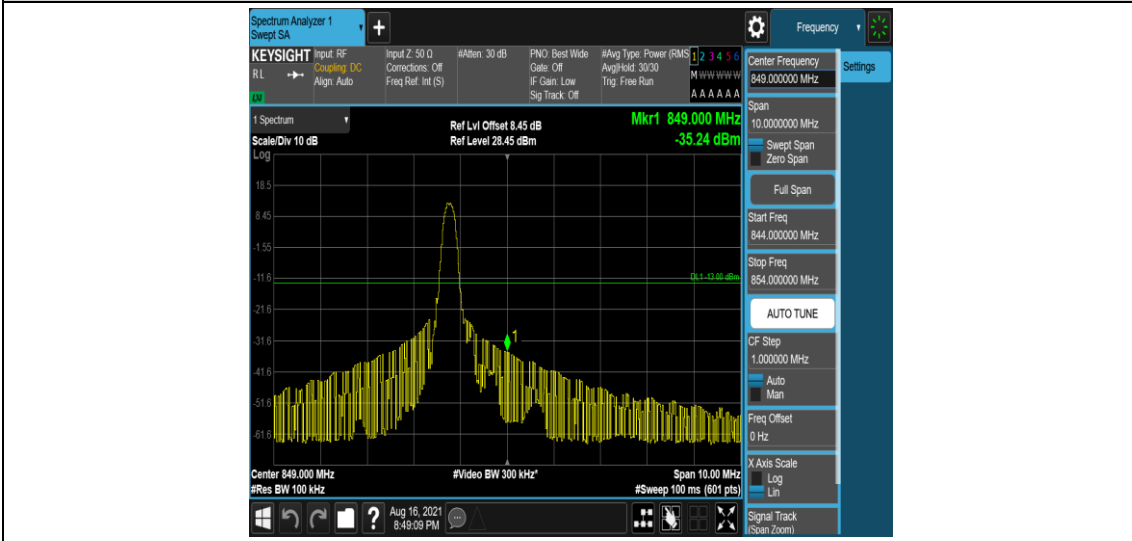 Spectrum Analyzer 1
Swept SA
+
Frequency
KEYSIGHT
RL
Input: RF
Coupling: DC
Align: Auto
Input Z: 50 Ω
Corrections: Off
Freq Ref: Int (S)
#Atten: 30 dB
PNO: Best Wide
Gate: Off
IF Gain: Low
Sig Track: Off
#Avg Type: Power (RMS
Avg|Hold: 30/30
Trig: Free Run
1 2 3 4 5 6
M W W W W W
A A A A A A
Center Frequency
849.000000 MHz
Settings
1 Spectrum
Scale/Div 10 dB
Log
Ref Lvl Offset 8.45 dB
Ref Level 28.45 dBm
Mkr1 849.000 MHz
-35.24 dBm
18.5
8.45
-1.55
-11.6
-21.6
-31.6
-41.6
-51.6
-61.6
DL1 -13.00 dBm
1
Center 849.000 MHz
#Res BW 100 kHz
#Video BW 300 kHz*
Span 10.00 MHz
#Sweep 100 ms (601 pts)
Span
10.0000000 MHz
Swept Span
Zero Span
Full Span
Start Freq
844.000000 MHz
Stop Freq
854.000000 MHz
AUTO TUNE
CF Step
1.000000 MHz
Auto
Man
Freq Offset
0 Hz
X Axis Scale
Log
Lin
Signal Track
(Span Zoom)
?
Aug 16, 2021
8:49:09 PM